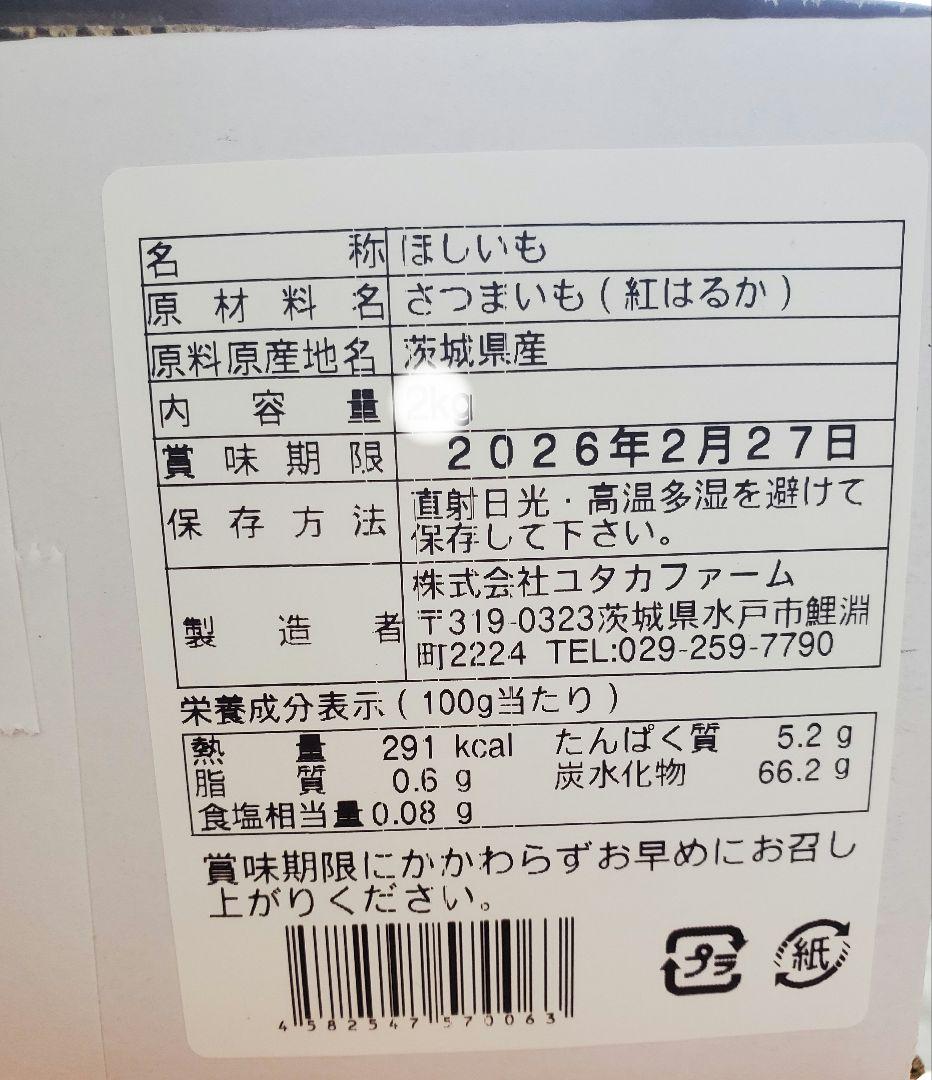 名称 ほしいも
原材料名 さつまいも(紅はるか)
原料原産地名 茨城県産
内容量 2kg
賞味期限 2026年2月27日
保存方法 直射日光・高温多湿を避けて
保存して下さい。
製造者 株式会社ユタカファーム
〒319-0323茨城県水戸市鯉淵
町2224 TEL:029-259-7790
栄養成分表示(100g当たり)
熱量 291 kcal たんぱく質 5.2 g
脂質 0.6 g 炭水化物 66.2 g
食塩相当量 0.08 g
賞味期限にかかわらずお早めにお召し
上がりください。
4582547570063
プラ 紙